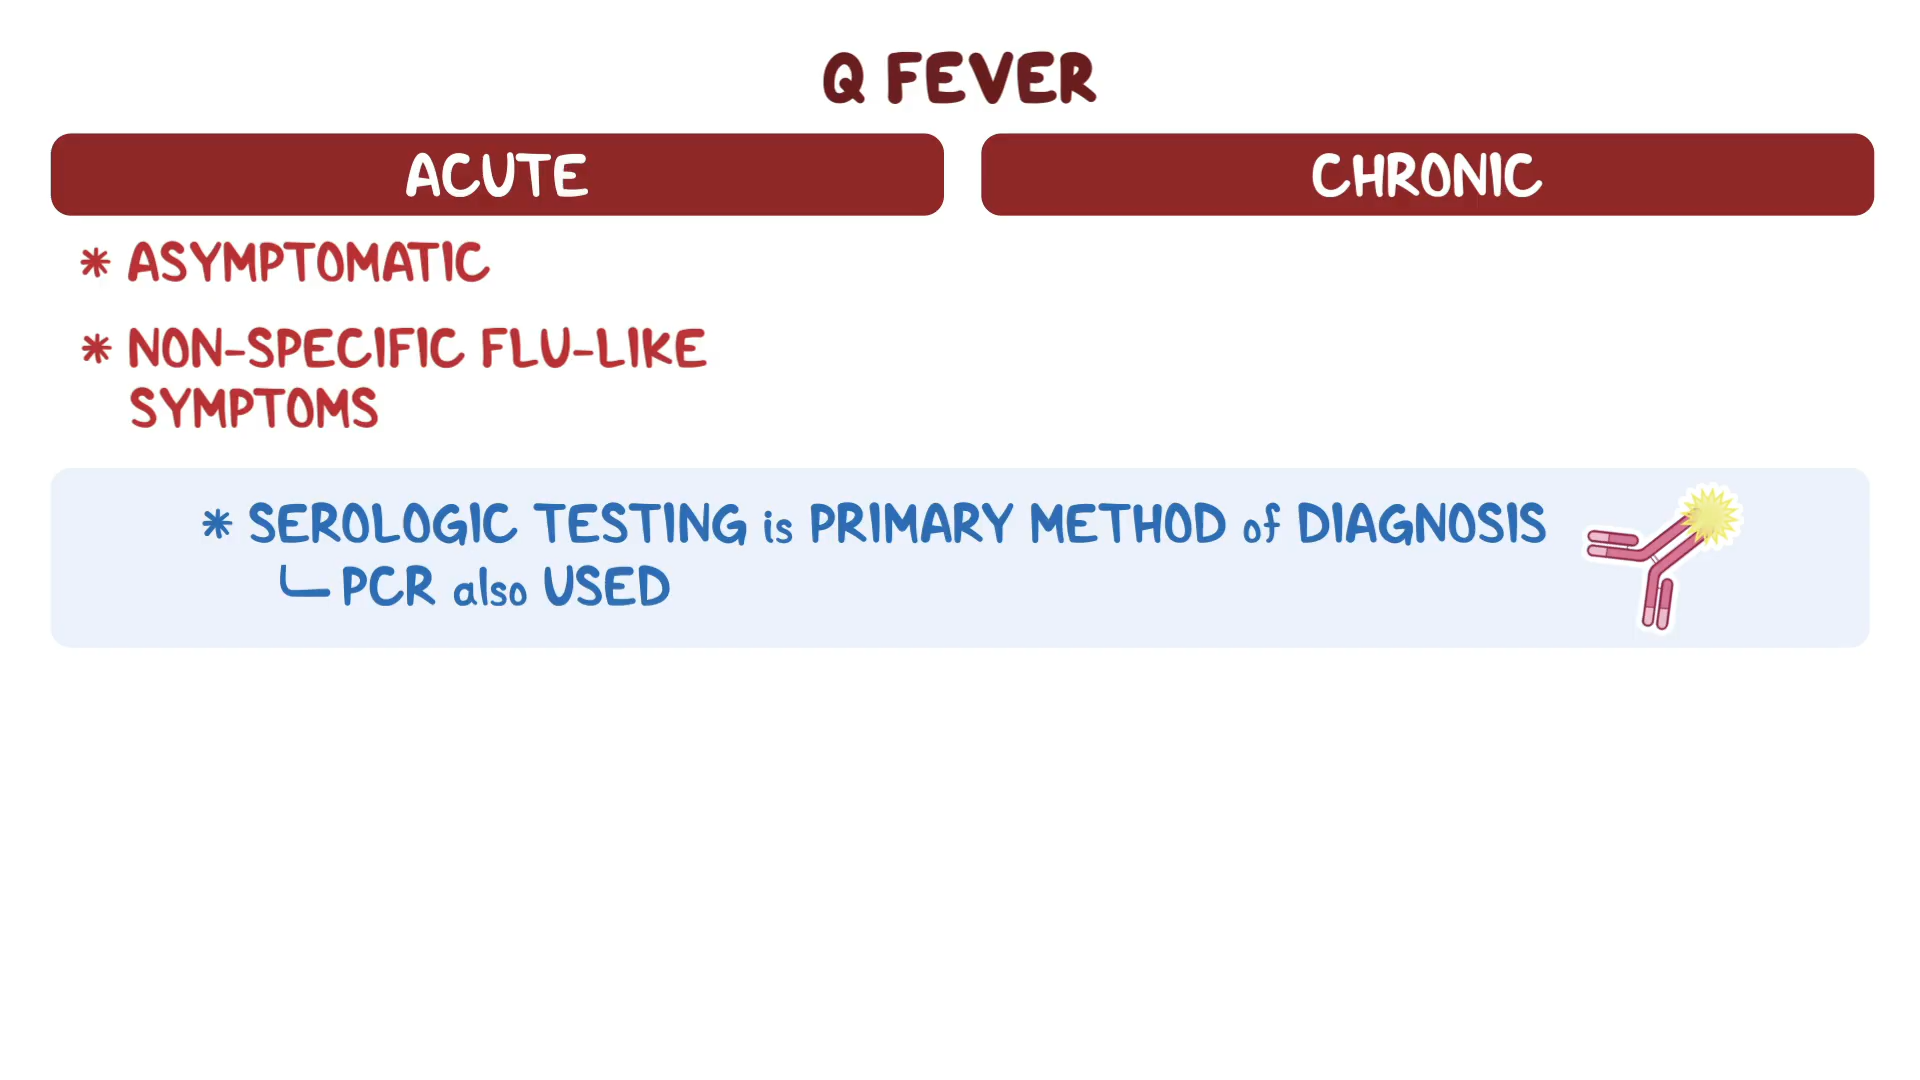 Q FEVER
ACUTE
CHRONIC
* ASYMPTOMATIC
* NON-SPECIFIC FLU-LIKE
SYMPTOMS
* SEROLOGIC TESTING is PRIMARY METHOD of DIAGNOSIS
PCR also USED